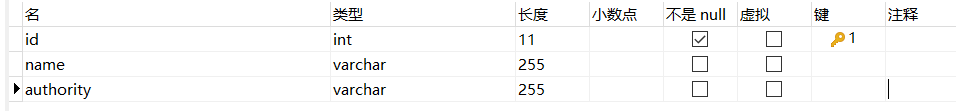 名 类型 长度 小数点 不是 null 虚拟 键 注释
id int 11 1
name varchar 255
authority varchar 255